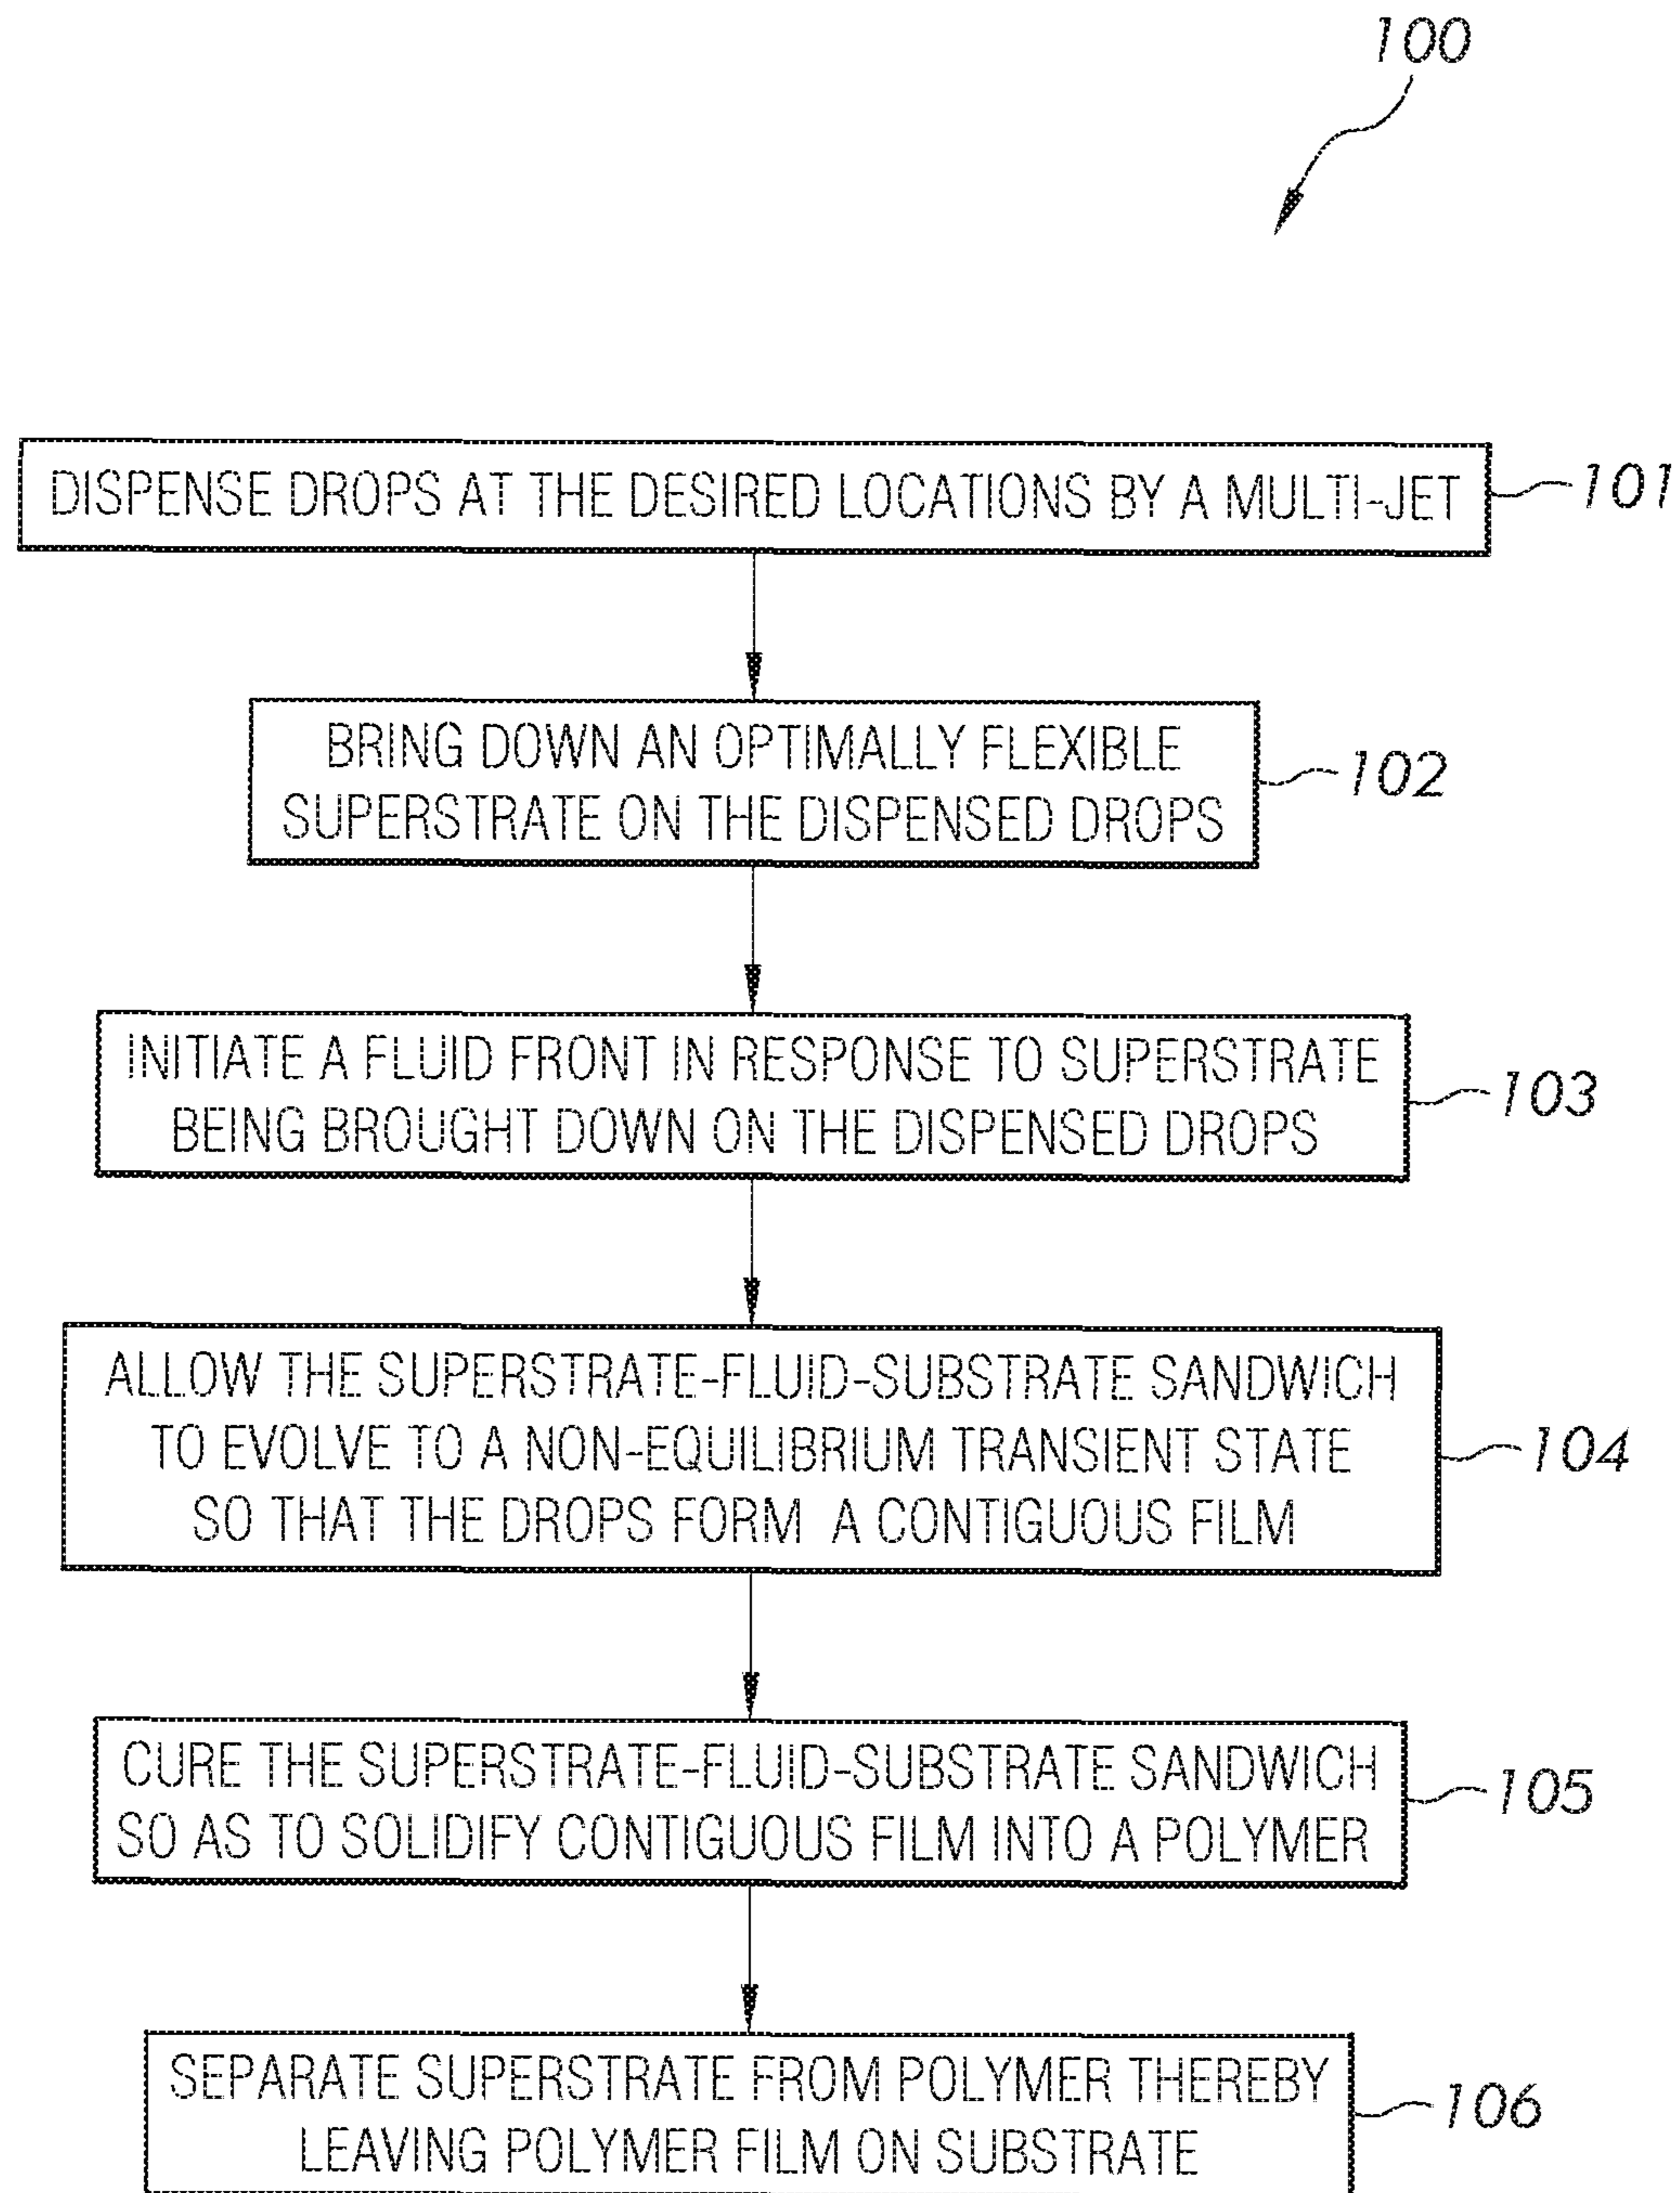 100
DISPENSE DROPS AT THE DESIRED LOCATIONS BY A MULTI-JET
101
BRING DOWN AN OPTIMALLY FLEXIBLE
SUPERSTRATE ON THE DISPENSED DROPS
102
INITIATE A FLUID FRONT IN RESPONSE TO SUPERSTRATE
BEING BROUGHT DOWN ON THE DISPENSED DROPS
103
ALLOW THE SUPERSTRATE-FLUID-SUBSTRATE SANDWICH
TO EVOLVE TO A NON-EQUILIBRIUM TRANSIENT STATE
SO THAT THE DROPS FORM A CONTIGUOUS FILM
104
CURE THE SUPERSTRATE-FLUID-SUBSTRATE SANDWICH
SO AS TO SOLIDIFY CONTIGUOUS FILM INTO A POLYMER
105
SEPARATE SUPERSTRATE FROM POLYMER THEREBY
LEAVING POLYMER FILM ON SUBSTRATE
106